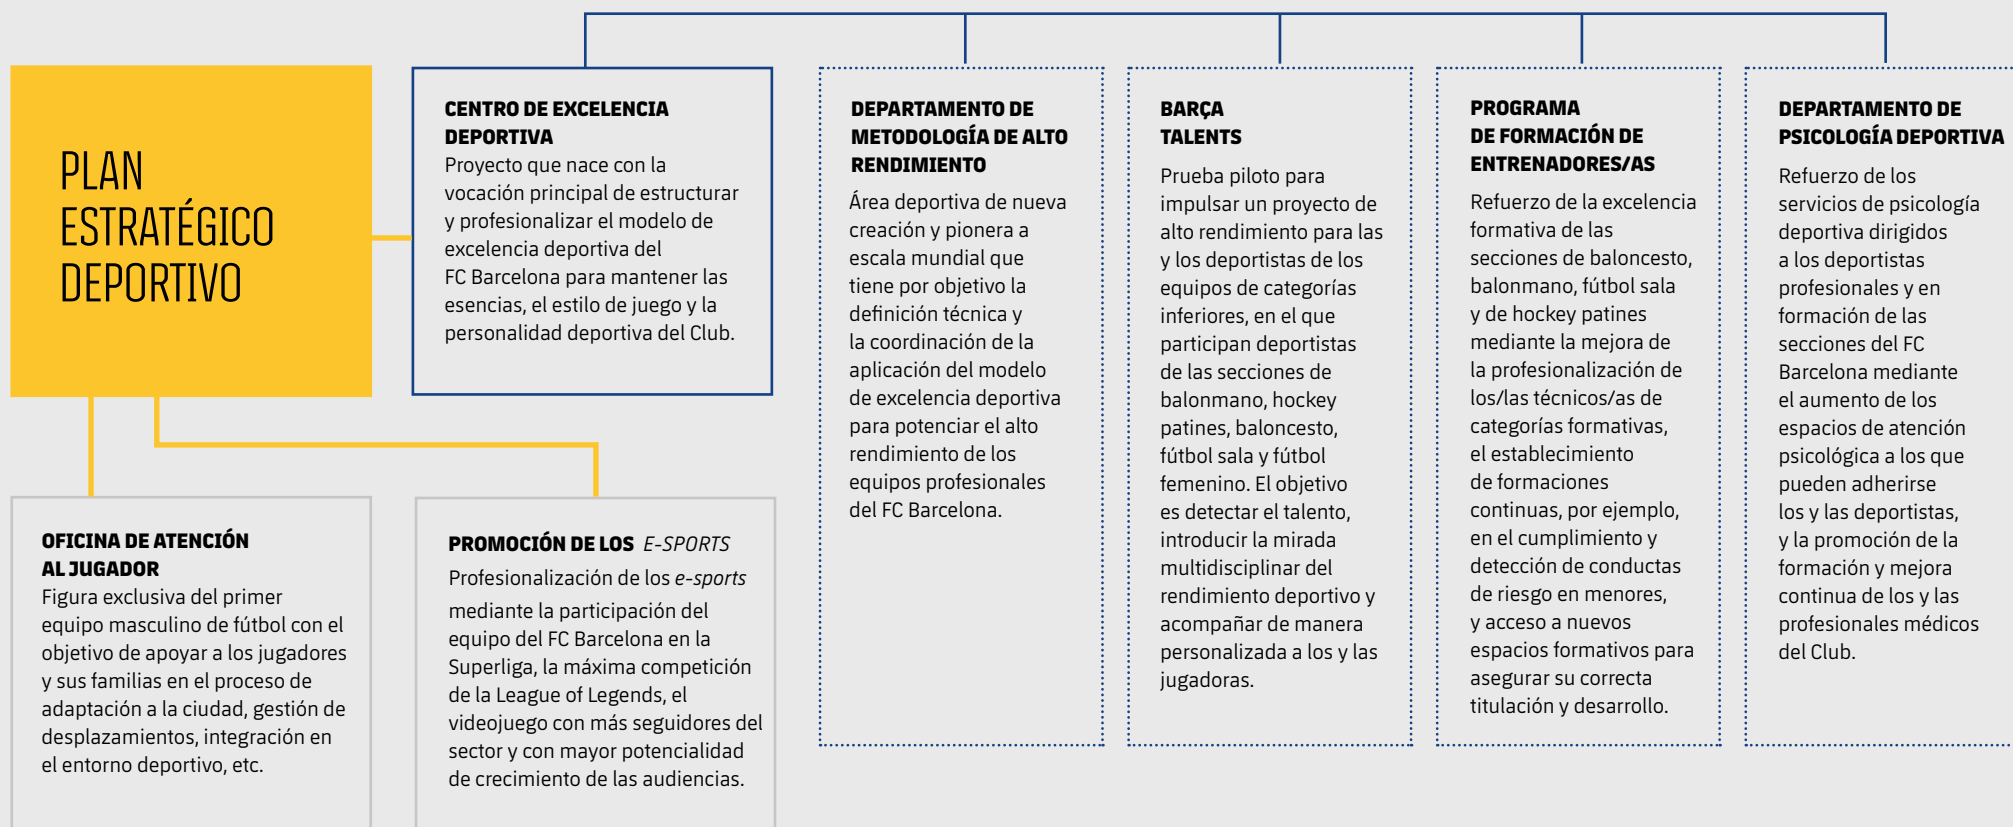 PLAN
ESTRATÉGICO
DEPORTIVO
CENTRO DE EXCELENCIA
DEPORTIVA
Proyecto que nace con la
vocación principal de estructurar
y profesionalizar el modelo de
excelencia deportiva del
FC Barcelona para mantener las
esencias, el estilo de juego y la
personalidad deportiva del Club.
DEPARTAMENTO DE
METODOLOGÍA DE ALTO
RENDIMIENTO
Área deportiva de nueva
creación y pionera a
escala mundial que
tiene por objetivo la
definición técnica y
la coordinación de la
aplicación del modelo
de excelencia deportiva
para potenciar el alto
rendimiento de los
equipos profesionales
del FC Barcelona.
BARÇA
TALENTS
Prueba piloto para
impulsar un proyecto de
alto rendimiento para las
y los deportistas de los
equipos de categorías
inferiores, en el que
participan deportistas
de las secciones de
balonmano, hockey
patines, baloncesto,
fútbol sala y fútbol
femenino. El objetivo
es detectar el talento,
introducir la mirada
multidisciplinar del
rendimiento deportivo y
acompañar de manera
personalizada a los y las
jugadoras.
PROGRAMA
DE FORMACIÓN DE
ENTRENADORES/AS
Refuerzo de la excelencia
formativa de las
secciones de baloncesto,
balonmano, fútbol sala
y de hockey patines
mediante la mejora de
la profesionalización de
los/las técnicos/as de
categorías formativas,
el establecimiento
de formaciones
continuas, por ejemplo,
en el cumplimiento y
detección de conductas
de riesgo en menores,
y acceso a nuevos
espacios formativos para
asegurar su correcta
titulación y desarrollo.
DEPARTAMENTO DE
PSICOLOGÍA DEPORTIVA
Refuerzo de los
servicios de psicología
deportiva dirigidos
a los deportistas
profesionales y en
formación de las
secciones del FC
Barcelona mediante
el aumento de los
espacios de atención
psicológica a los que
pueden adherirse
los y las deportistas,
y la promoción de la
formación y mejora
continua de los y las
profesionales médicos
del Club.
OFICINA DE ATENCIÓN
AL JUGADOR
Figura exclusiva del primer
equipo masculino de fútbol con el
objetivo de apoyar a los jugadores
y sus familias en el proceso de
adaptación a la ciudad, gestión de
desplazamientos, integración en
el entorno deportivo, etc.
PROMOCIÓN DE LOS E-SPORTS
Profesionalización de los e-sports
mediante la participación del
equipo del FC Barcelona en la
Superliga, la máxima competición
de la League of Legends, el
videojuego con más seguidores del
sector y con mayor potencialidad
de crecimiento de las audiencias.